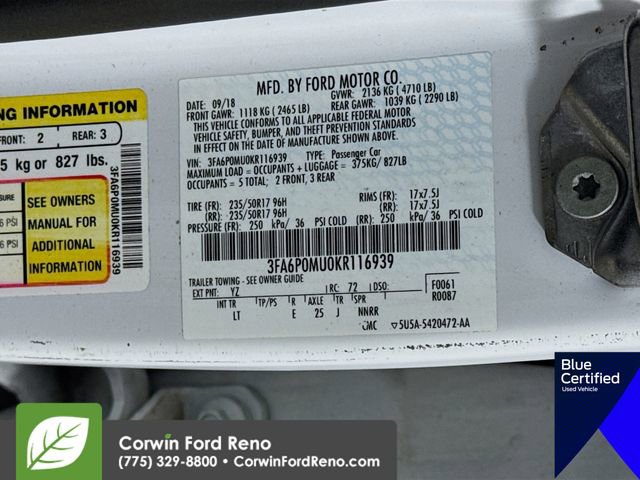 NG INFORMATION
FRONT: 2 REAR: 3
5 kg or 827 lbs.
SURE SEE OWNERS
6 PSI MANUAL FOR
6 PSI ADDITIONAL
INFORMATION
3FA6P0MU0KR116939
MFD. BY FORD MOTOR CO.
09/18 GVWR: 2136 KG ( 4710 LB)
FRONT GAWR: 1118 KG ( 2465 LB) REAR GAWR: 1039 KG ( 2290 LB)
THIS VEHICLE CONFORMS TO ALL APPLICABLE FEDERAL MOTOR
VEHICLE SAFETY, BUMPER, AND THEFT PREVENTION STANDARDS IN
EFFECT ON THE DATE OF MANUFACTURE SHOWN ABOVE.
VIN: 3FA6P0MU0KR116939 TYPE: Passenger Car
MAXIMUM LOAD = OCCUPANTS + LUGGAGE = 375KG/ 827LB
OCCUPANTS = 5 TOTAL: 2 FRONT, 3 REAR
TIRE (FR): 235/50R17 96H RIMS (FR): 17x7.5J
(RR): 235/50R17 96H (RR): 17x7.5J
PRESSURE (FR): 250 kPa/ 36 PSI COLD (RR): 250 kPa/ 36 PSI COLD
3FA6P0MU0KR116939
TRAILER TOWING - SEE OWNER GUIDE
EXT PNT: YZ RC: 72 DSO: F0061
INT TR TP/PS R AXLE TR SPR R0087
LT E 25 J NNRR
CMC 5U5A-5420472-AA
Blue
Certified
Used Vehicle
Corwin Ford Reno
(775) 329-8800 • CorwinFordReno.com